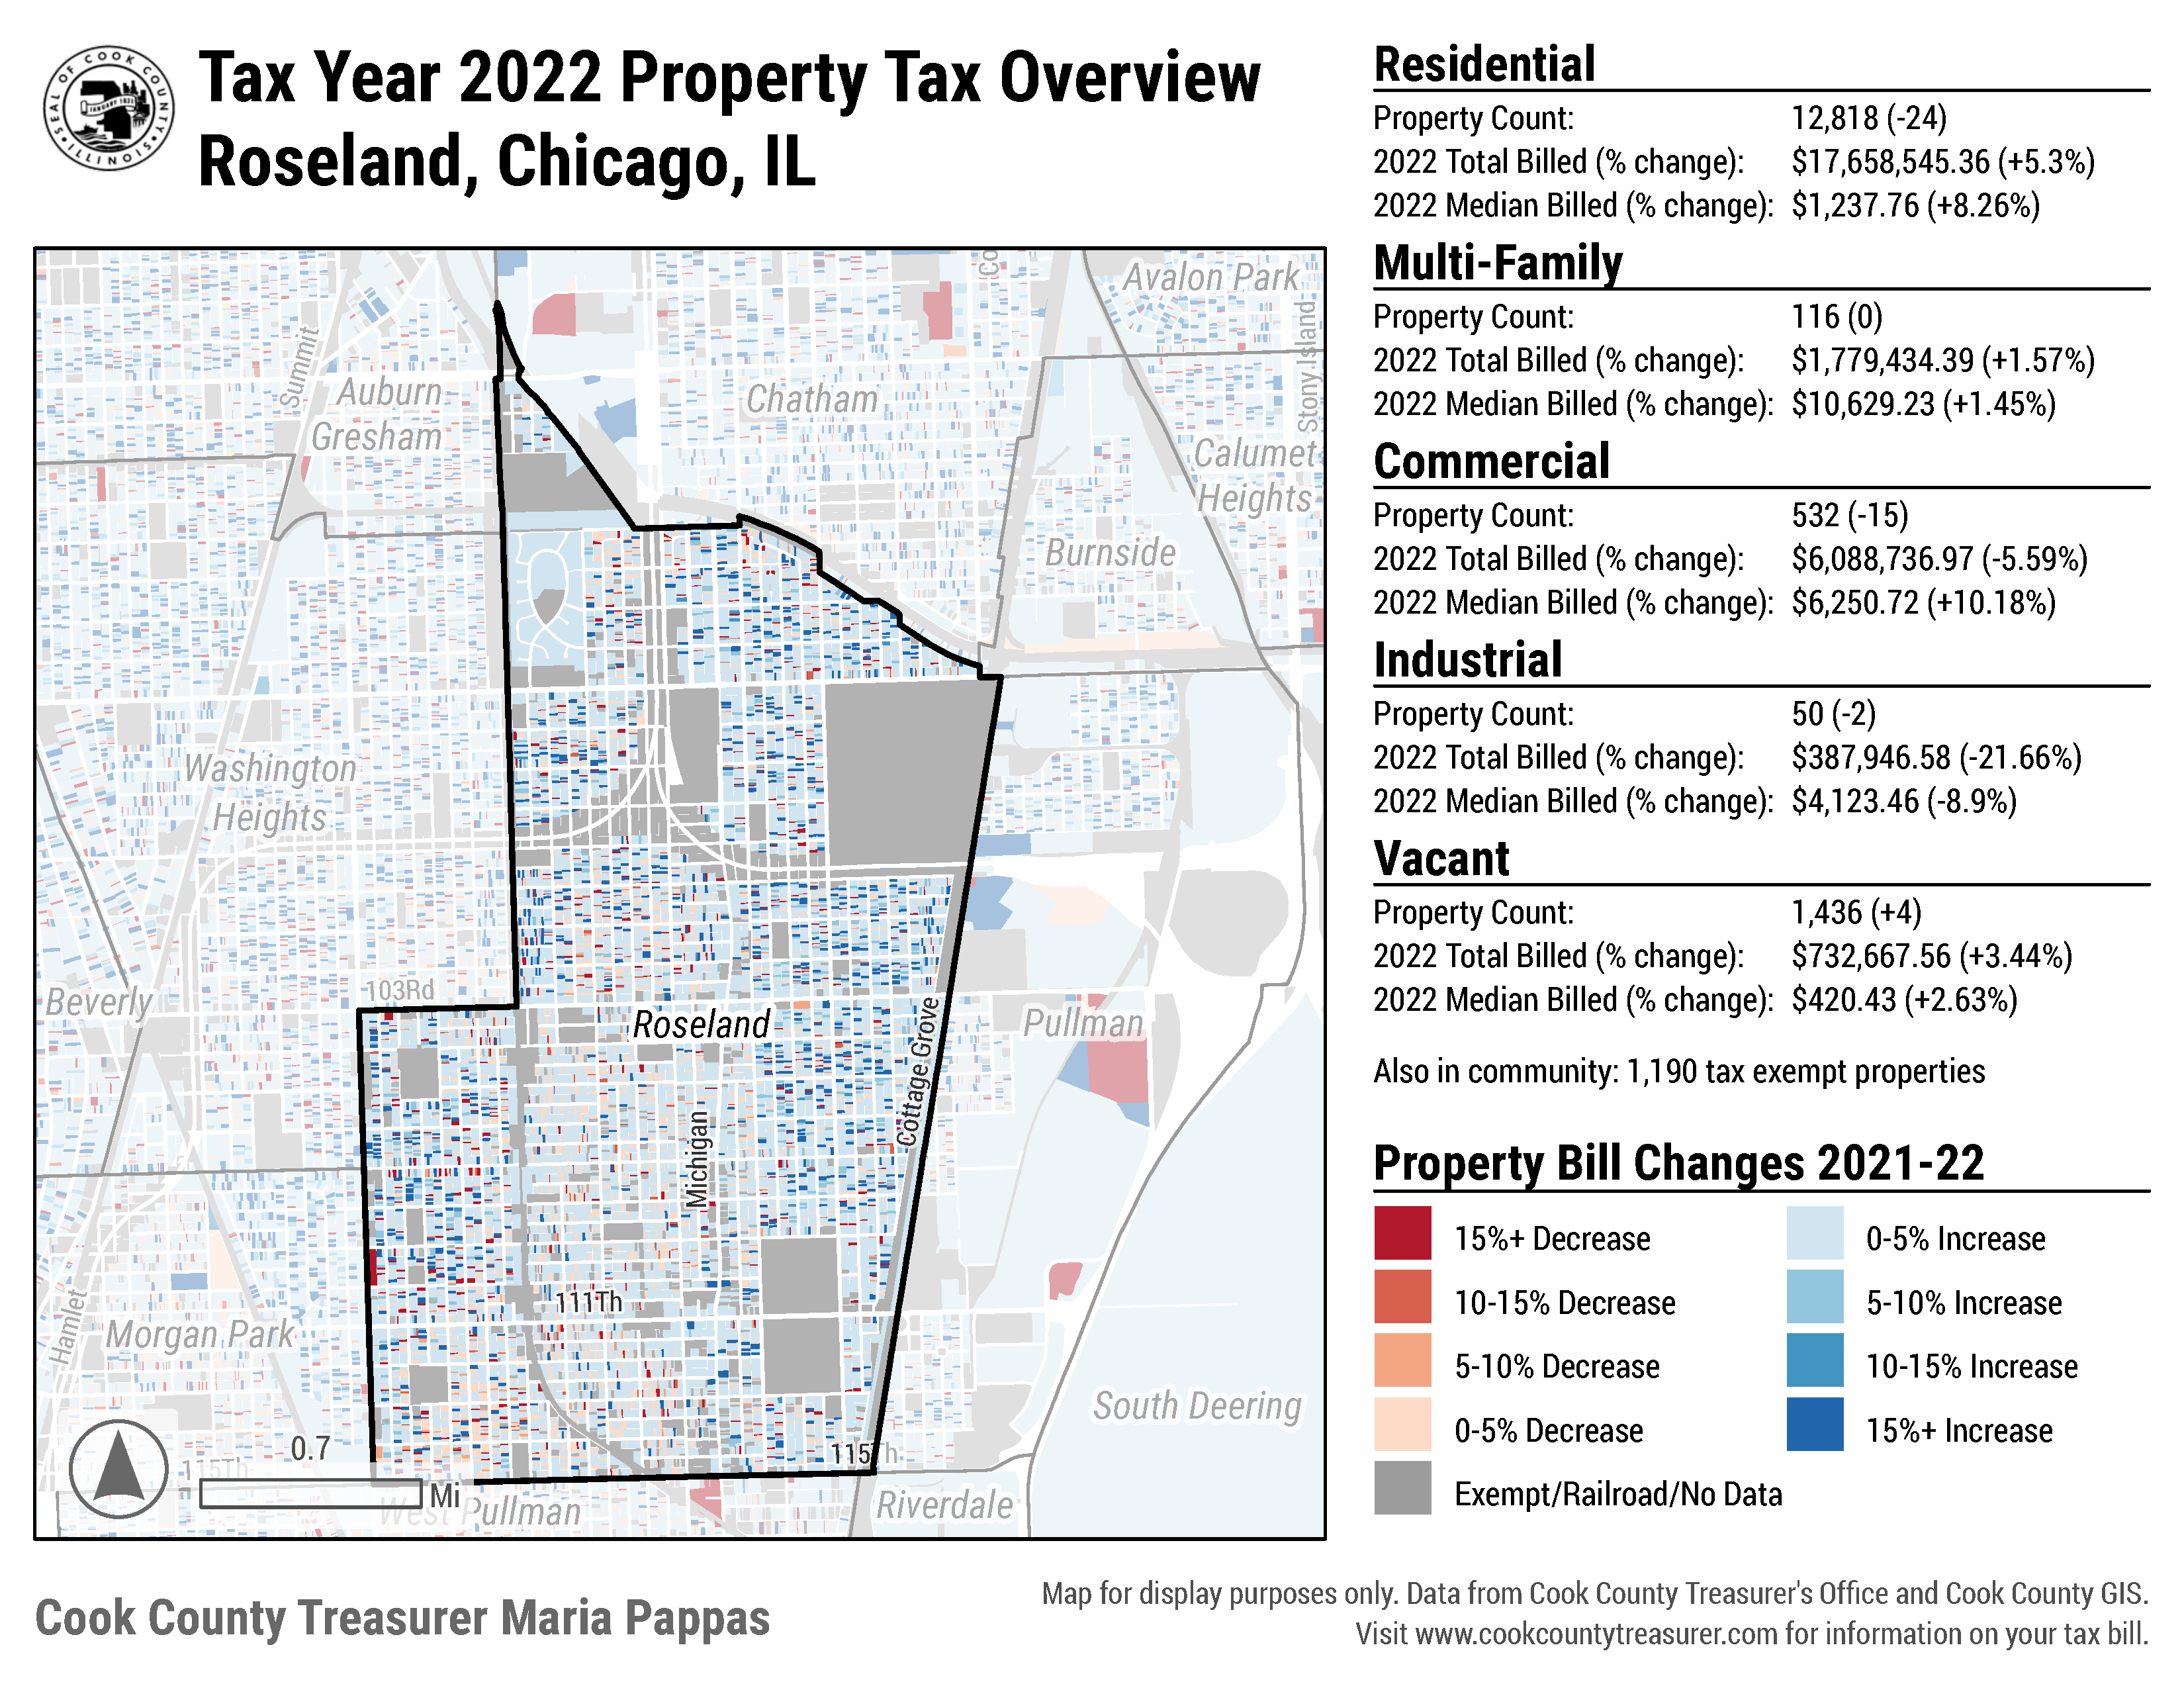 Tax Year 2022 Property Tax Overview
Roseland, Chicago, IL
SEAL OF COOK COUNTY
ILLINOIS
JANUARY 1831
Residential
Property Count: 12,818 (-24)
2022 Total Billed (% change): $17,658,545.36 (+5.3%)
2022 Median Billed (% change): $1,237.76 (+8.26%)
Multi-Family
Property Count: 116 (0)
2022 Total Billed (% change): $1,779,434.39 (+1.57%)
2022 Median Billed (% change): $10,629.23 (+1.45%)
Commercial
Property Count: 532 (-15)
2022 Total Billed (% change): $6,088,736.97 (-5.59%)
2022 Median Billed (% change): $6,250.72 (+10.18%)
Industrial
Property Count: 50 (-2)
2022 Total Billed (% change): $387,946.58 (-21.66%)
2022 Median Billed (% change): $4,123.46 (-8.9%)
Vacant
Property Count: 1,436 (+4)
2022 Total Billed (% change): $732,667.56 (+3.44%)
2022 Median Billed (% change): $420.43 (+2.63%)
Also in community: 1,190 tax exempt properties
Property Bill Changes 2021-22
15%+ Decrease
10-15% Decrease
5-10% Decrease
0-5% Decrease
Exempt/Railroad/No Data
0-5% Increase
5-10% Increase
10-15% Increase
15%+ Increase
Co
Avalon Park
Summit
Stony Island
Auburn
Gresham
Chatham
Calumet
Heights
Burnside
Washington
Heights
Beverly
103Rd
Roseland
Cottage Grove
Pullman
Michigan
111Th
Hamlet
Morgan Park
South Deering
115Th
115Th
0.7
Mi
West Pullman
Riverdale
Cook County Treasurer Maria Pappas
Map for display purposes only. Data from Cook County Treasurer's Office and Cook County GIS.
Visit www.cookcountytreasurer.com for information on your tax bill.